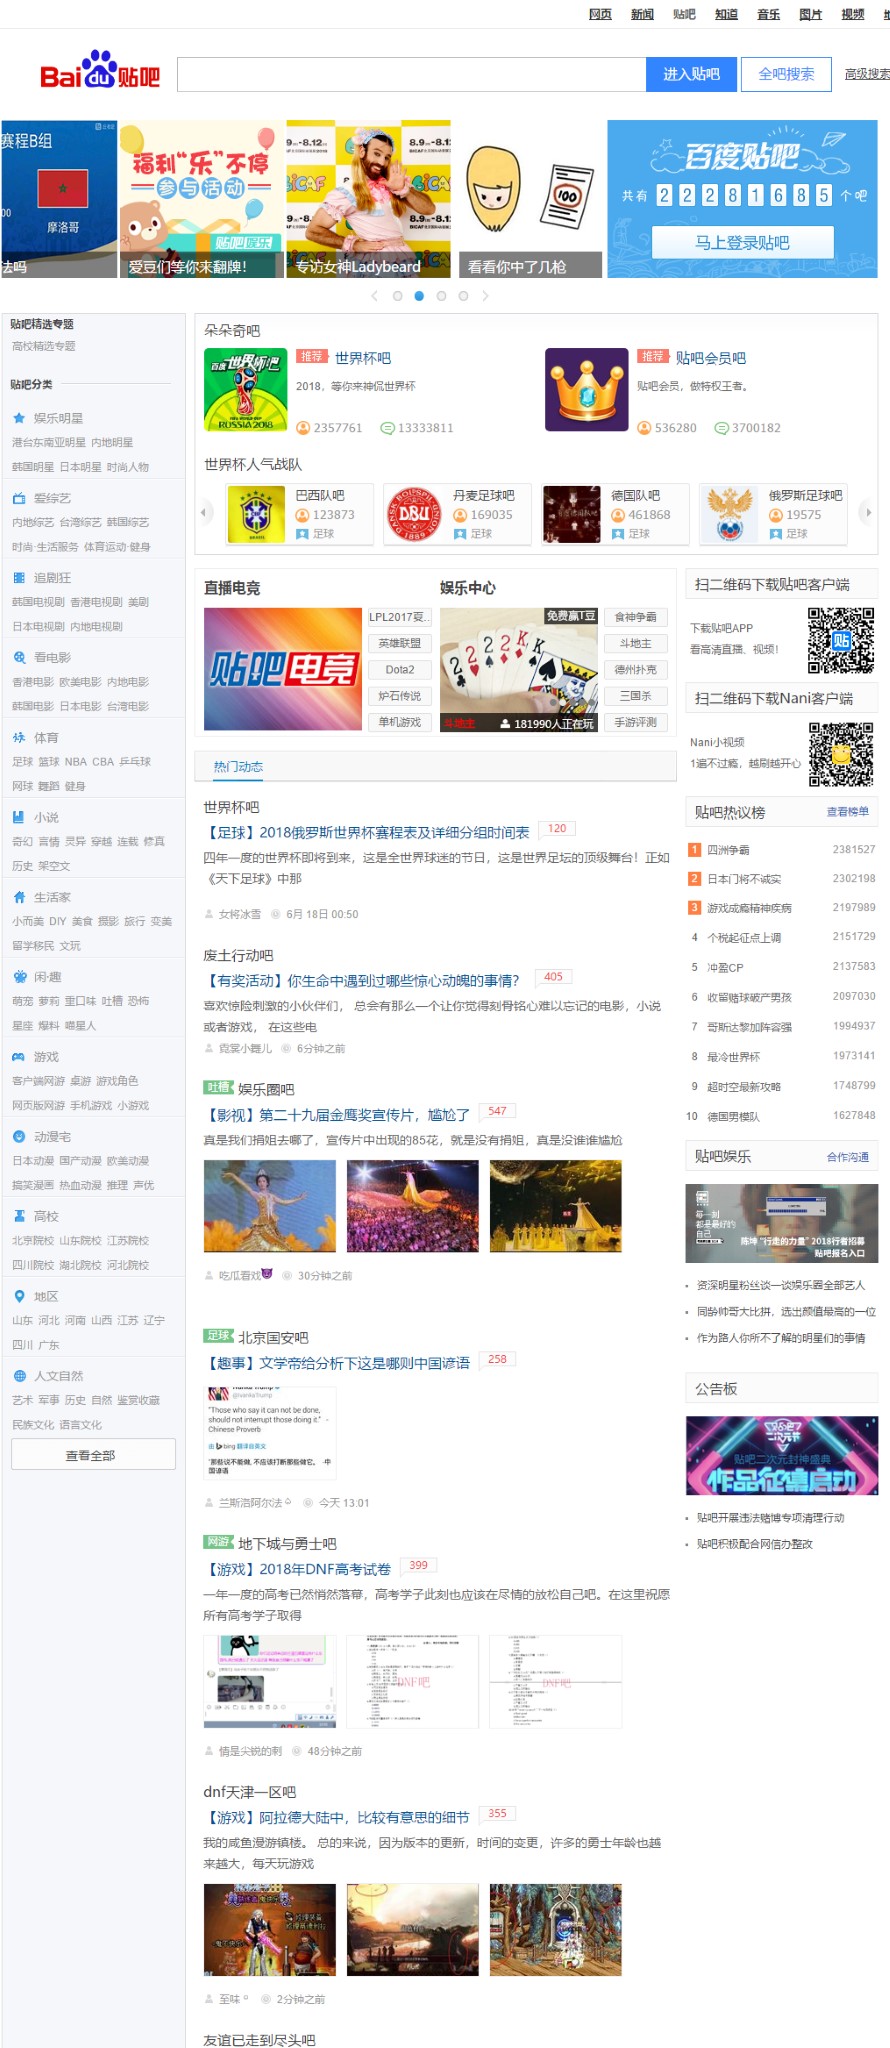 网页 新闻 贴吧 知道 音乐 图片 视频
Bai du 贴吧 进入贴吧 全吧搜索 高级搜索
赛程B组
摩洛哥
法吗
福利“乐”不停
参与活动
贴吧娱乐
爱豆们等你来翻牌！
8.9 8.12
BiCAF
专访女神Ladybeard
100
看看你中了几枪
百度贴吧
共有 22281685 个吧
马上登录贴吧
贴吧精选专题
高校精选专题
贴吧分类
娱乐明星
港台东南亚明星 内地明星
韩国明星 日本明星 时尚人物
爱综艺
内地综艺 台湾综艺 韩国综艺
时尚·生活服务 体育运动·健身
追剧狂
韩国电视剧 香港电视剧 美剧
日本电视剧 内地电视剧
看电影
香港电影 欧美电影 内地电影
韩国电影 日本电影 台湾电影
体育
足球 篮球 NBA CBA 乒乓球
网球 舞蹈 健身
小说
奇幻 言情 灵异 穿越 连载 修真
历史 架空文
生活家
小而美 DIY 美食 摄影 旅行 变美
留学移民 文玩
闲·趣
萌宠 萝莉 重口味 吐槽 恐怖
星座 爆料 喵星人
游戏
客户端网游 桌游 游戏角色
网页版网游 手机游戏 小游戏
动漫宅
日本动漫 国产动漫 欧美动漫
搞笑漫画 热血动漫 推理 声优
高校
北京院校 山东院校 江苏院校
四川院校 湖北院校 河北院校
地区
山东 河北 河南 山西 江苏 辽宁
四川 广东
人文自然
艺术 军事 历史 自然 鉴赏收藏
民族文化 语言文化
查看全部
朵朵奇吧
百度世界杯吧
RUSSIA 2018
推荐 世界杯吧
2018，等你来神侃世界杯
2357761 13333811
推荐 贴吧会员吧
贴吧会员，做特权王者。
536280 3700182
世界杯人气战队
巴西队吧
123873
足球
DBU
丹麦足球吧
169035
足球
德国队吧
461868
足球
俄罗斯足球吧
19575
足球
直播电竞
贴吧电竞
LPL2017夏..
英雄联盟
Dota2
炉石传说
单机游戏
娱乐中心
免费赢T豆
斗地主 181990人正在玩
食神争霸
斗地主
德州扑克
三国杀
手游评测
热门动态
世界杯吧
【足球】2018俄罗斯世界杯赛程表及详细分组时间表 120
四年一度的世界杯即将到来，这是全世界球迷的节日，这是世界足坛的顶级舞台！正如
《天下足球》中那
女将冰雪 6月 18日 00:50
废土行动吧
【有奖活动】你生命中遇到过哪些惊心动魄的事情？ 405
喜欢惊险刺激的小伙伴们， 总会有那么一个让你觉得刻骨铭心难以忘记的电影，小说
或者游戏， 在这些电
霓裳小舞儿 6分钟之前
吐槽 娱乐圈吧
【影视】第二十九届金鹰奖宣传片，尴尬了 547
真是我们捐姐去哪了，宣传片中出现的85花，就是没有捐姐，真是没谁谁尴尬
吃瓜看戏 30分钟之前
足球 北京国安吧
【趣事】文学帝给分析下这是哪则中国谚语 258
@IvankaTrump
"Those who say it can not be done,
should not interrupt those doing it." -
Chinese Proverb
由 bing 翻译自英文
“那些说不能做，不应该打断那些做它。 -中
国谚语
兰斯洛阿尔法 今天 13:01
网游 地下城与勇士吧
【游戏】2018年DNF高考试卷 399
一年一度的高考已然悄然落幕，高考学子此刻也应该在尽情的放松自己吧。在这里祝愿
所有高考学子取得
DNF吧
DNF吧
情是尖锐的刺 48分钟之前
dnf天津一区吧
【游戏】阿拉德大陆中，比较有意思的细节 355
我的咸鱼漫游镇楼。 总的来说，因为版本的更新，时间的变更，许多的勇士年龄也越
来越大，每天玩游戏
至味 2分钟之前
友谊已走到尽头吧
扫二维码下载贴吧客户端
下载贴吧APP
看高清直播、视频！
贴
扫二维码下载Nani客户端
Nani小视频
1遍不过瘾，越刷越开心
贴吧热议榜 查看榜单
1 四洲争霸 2381527
2 日本门将不诚实 2302198
3 游戏成瘾精神疾病 2197989
4 个税起征点上调 2151729
5 冲盈CP 2137583
6 收留赌球破产男孩 2097030
7 哥斯达黎加阵容强 1994937
8 最冷世界杯 1973141
9 超时空最新攻略 1748799
10 德国男模队 1627848
贴吧娱乐 合作沟通
每一刻
都是最好的
自己
陈坤 “行走的力量” 2018行者招募
贴吧报名入口
资深明星粉丝谈一谈娱乐圈全部艺人
同龄帅哥大比拼，选出颜值最高的一位
作为路人你所不了解的明星们的事情
公告板
贴吧二次元封神盛典
作品征集启动
贴吧开展违法赌博专项清理行动
贴吧积极配合网信办整改